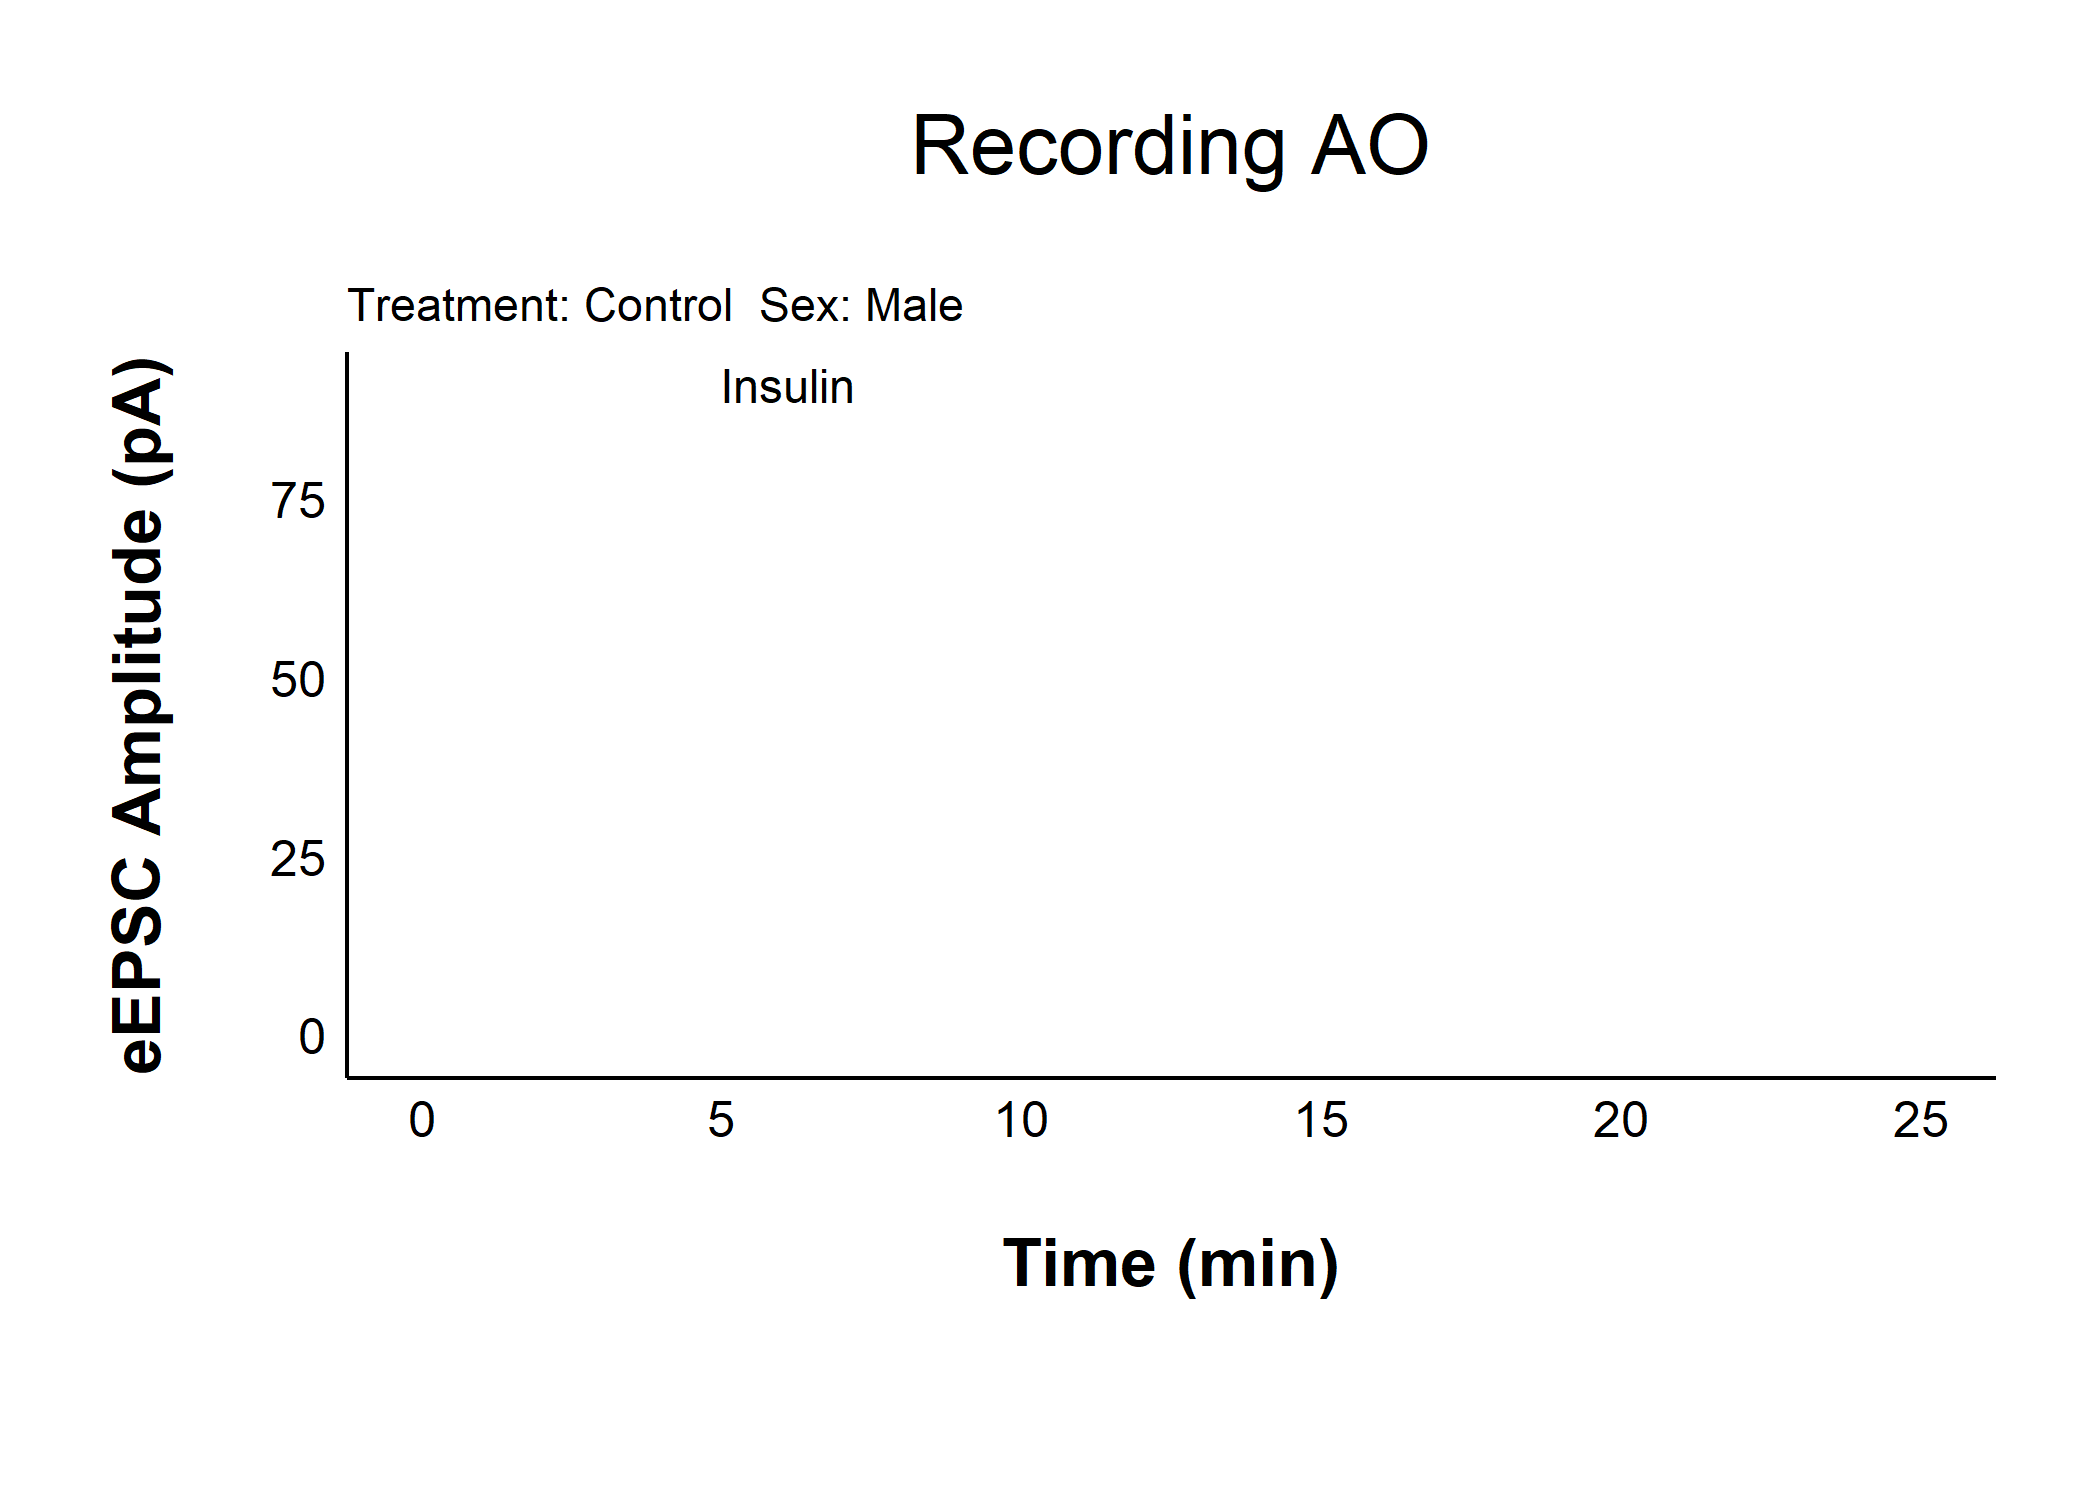 Recording AO
Treatment: Control  Sex: Male
Insulin
eEPSC Amplitude (pA)
75
50
25
0
0 5 10 15 20 25
Time (min)